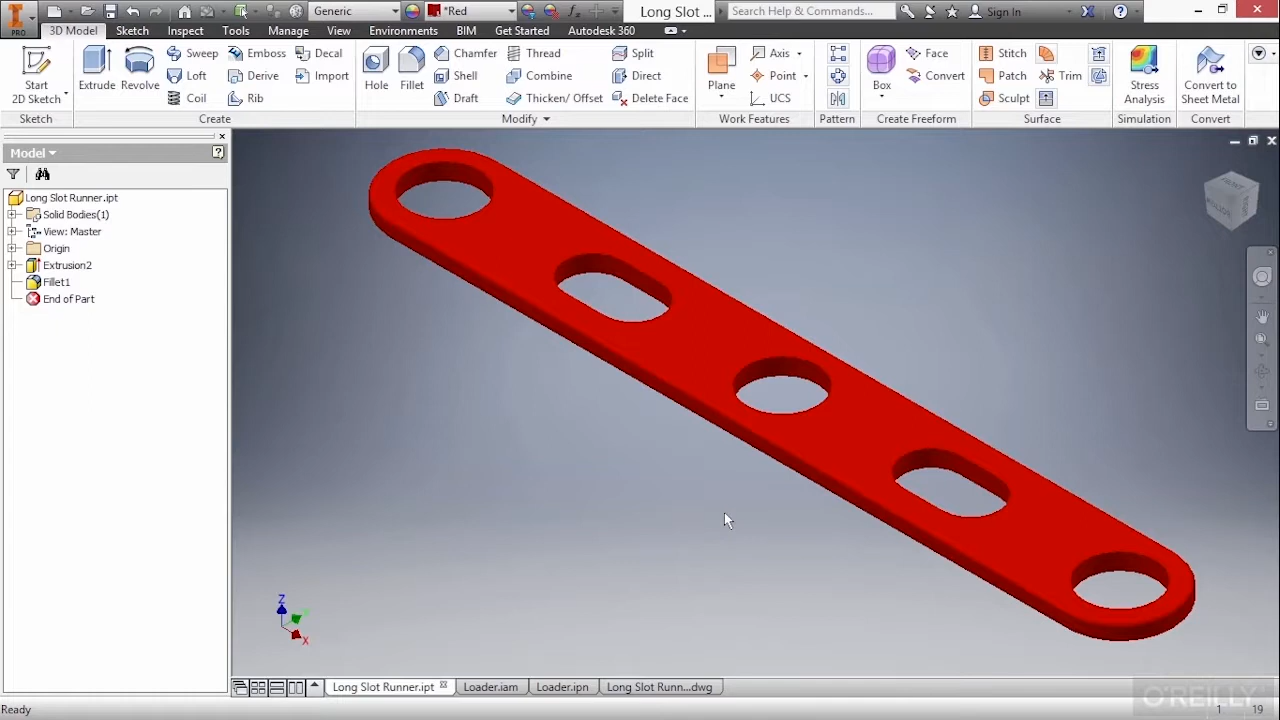 Generic *Red fx Long Slot ... Search Help & Commands... Sign In
PRO 3D Model Sketch Inspect Tools Manage View Environments BIM Get Started Autodesk 360
Start 2D Sketch Extrude Revolve Sweep Emboss Decal Hole Fillet Chamfer Thread Split Plane Axis Box Face Stitch Stress Analysis Convert to Sheet Metal
Loft Derive Import Shell Combine Direct Point Convert Patch Trim
Coil Rib Draft Thicken/ Offset Delete Face UCS Sculpt
Sketch Create Modify Work Features Pattern Create Freeform Surface Simulation Convert
Model
Long Slot Runner.ipt
Solid Bodies(1)
View: Master
Origin
Extrusion2
Fillet1
End of Part
FRONT
Z
X
Long Slot Runner.ipt Loader.iam Loader.ipn Long Slot Runn...dwg
Ready 1 19
O'REILLY